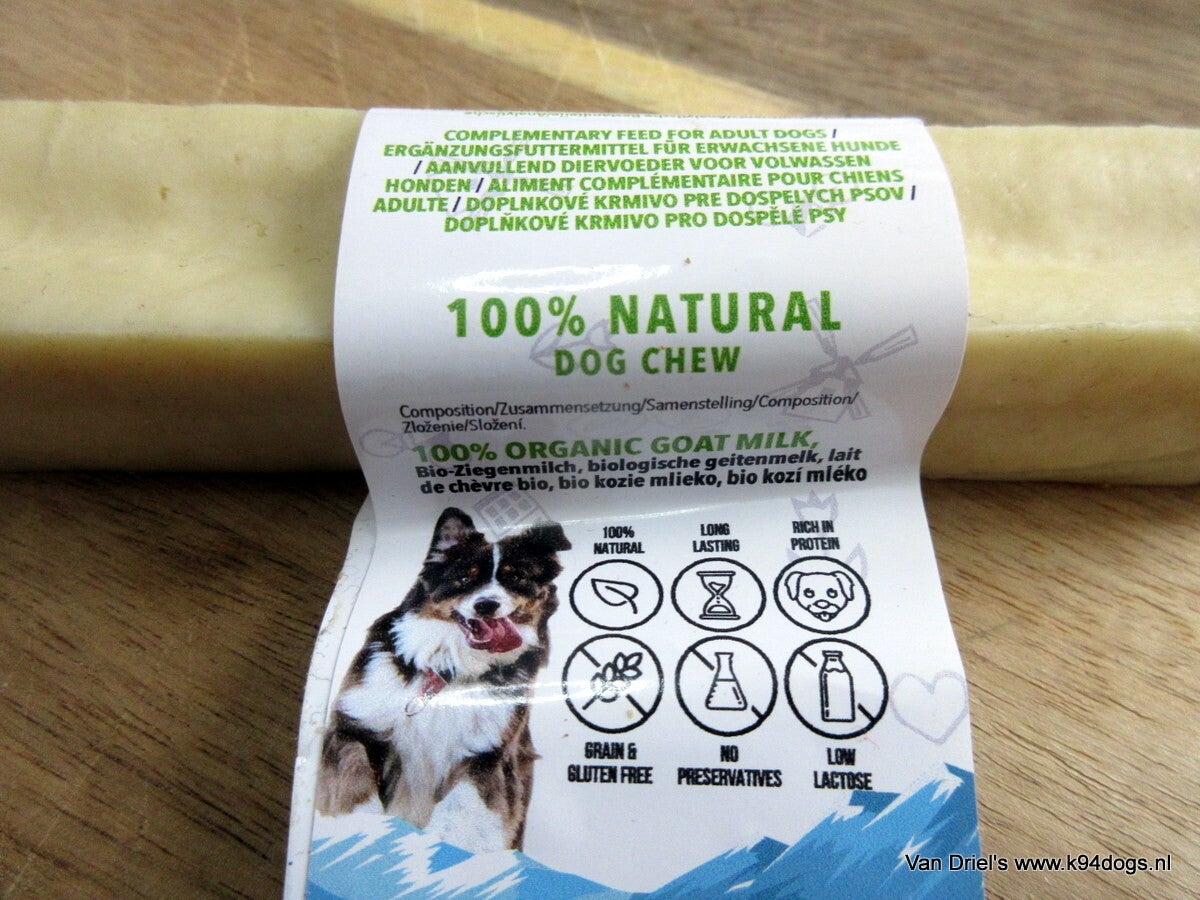 COMPLEMENTARY FEED FOR ADULT DOGS /
ERGÄNZUNGSFUTTERMITTEL FÜR ERWACHSENE HUNDE
/ AANVULLEND DIERVOEDER VOOR VOLWASSEN
HONDEN / ALIMENT COMPLÉMENTAIRE POUR CHIENS
ADULTE / DOPLNKOVÉ KRMIVO PRE DOSPELYCH PSOV /
DOPLŇKOVÉ KRMIVO PRO DOSPĚLÉ PSY
100% NATURAL
DOG CHEW
Composition/Zusammensetzung/Samenstelling/Composition/
Zloženie/Složení.
100% ORGANIC GOAT MILK,
Bio-Ziegenmilch, biologische geitenmelk, lait
de chèvre bio, bio kozie mlieko, bio kozí mléko
100% NATURAL
LONG LASTING
RICH IN PROTEIN
GRAIN & GLUTEN FREE
NO PRESERVATIVES
LOW LACTOSE
Van Driel's www.k94dogs.nl